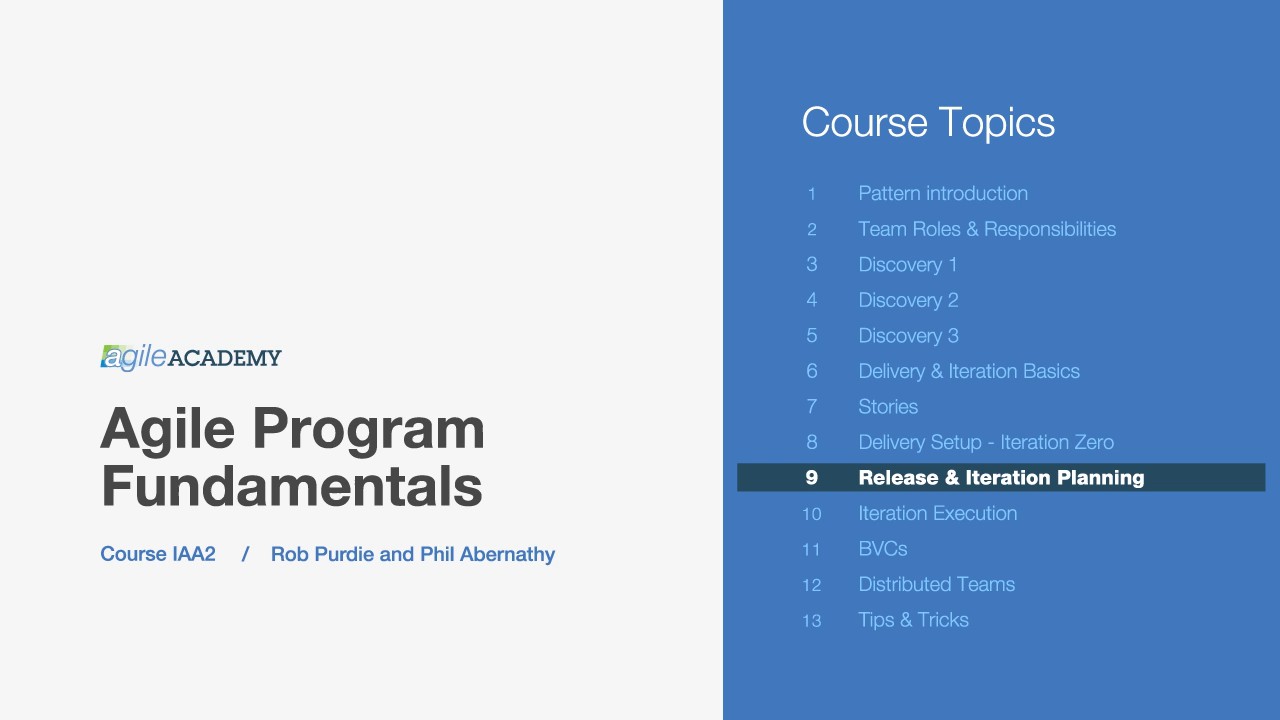 agileACADEMY
Agile Program
Fundamentals
Course IAA2 / Rob Purdie and Phil Abernathy
Course Topics
1 Pattern introduction
2 Team Roles & Responsibilities
3 Discovery 1
4 Discovery 2
5 Discovery 3
6 Delivery & Iteration Basics
7 Stories
8 Delivery Setup - Iteration Zero
9 Release & Iteration Planning
10 Iteration Execution
11 BVCs
12 Distributed Teams
13 Tips & Tricks